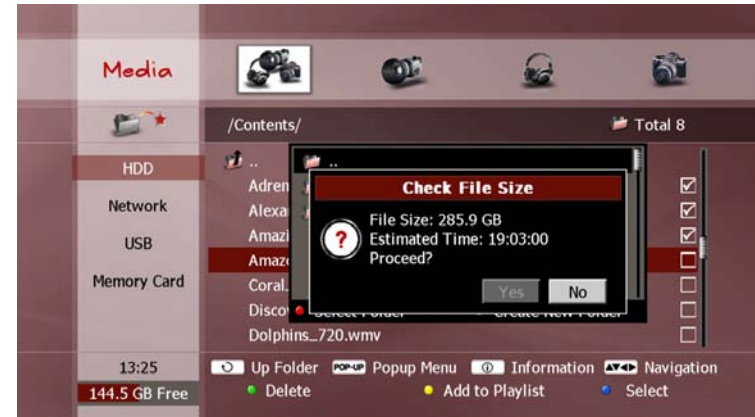 Media
/Contents/
Total 8
HDD
Network
USB
Memory Card
13:25
144.5 GB Free
..
..
Adren
Alexa
Amazi
Amazo
Coral.
Disco
Dolphins_720.wmv
Check File Size
File Size: 285.9 GB
Estimated Time: 19:03:00
Proceed?
Yes No
Select Folder Create New Folder
Up Folder POP-UP Popup Menu Information Navigation
Delete Add to Playlist Select